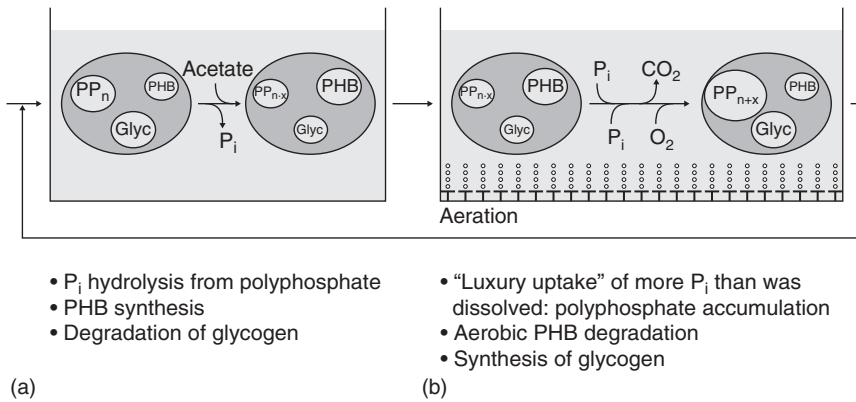 PPn
PHB
Glyc
Acetate
Pi
PPn-x
PHB
Glyc
PPn-x
PHB
Glyc
Pi
CO2
Pi
O2
PPn+x
PHB
Glyc
Aeration
• Pi hydrolysis from polyphosphate
• PHB synthesis
• Degradation of glycogen
(a)
• “Luxury uptake” of more Pi than was
dissolved: polyphosphate accumulation
• Aerobic PHB degradation
• Synthesis of glycogen
(b)